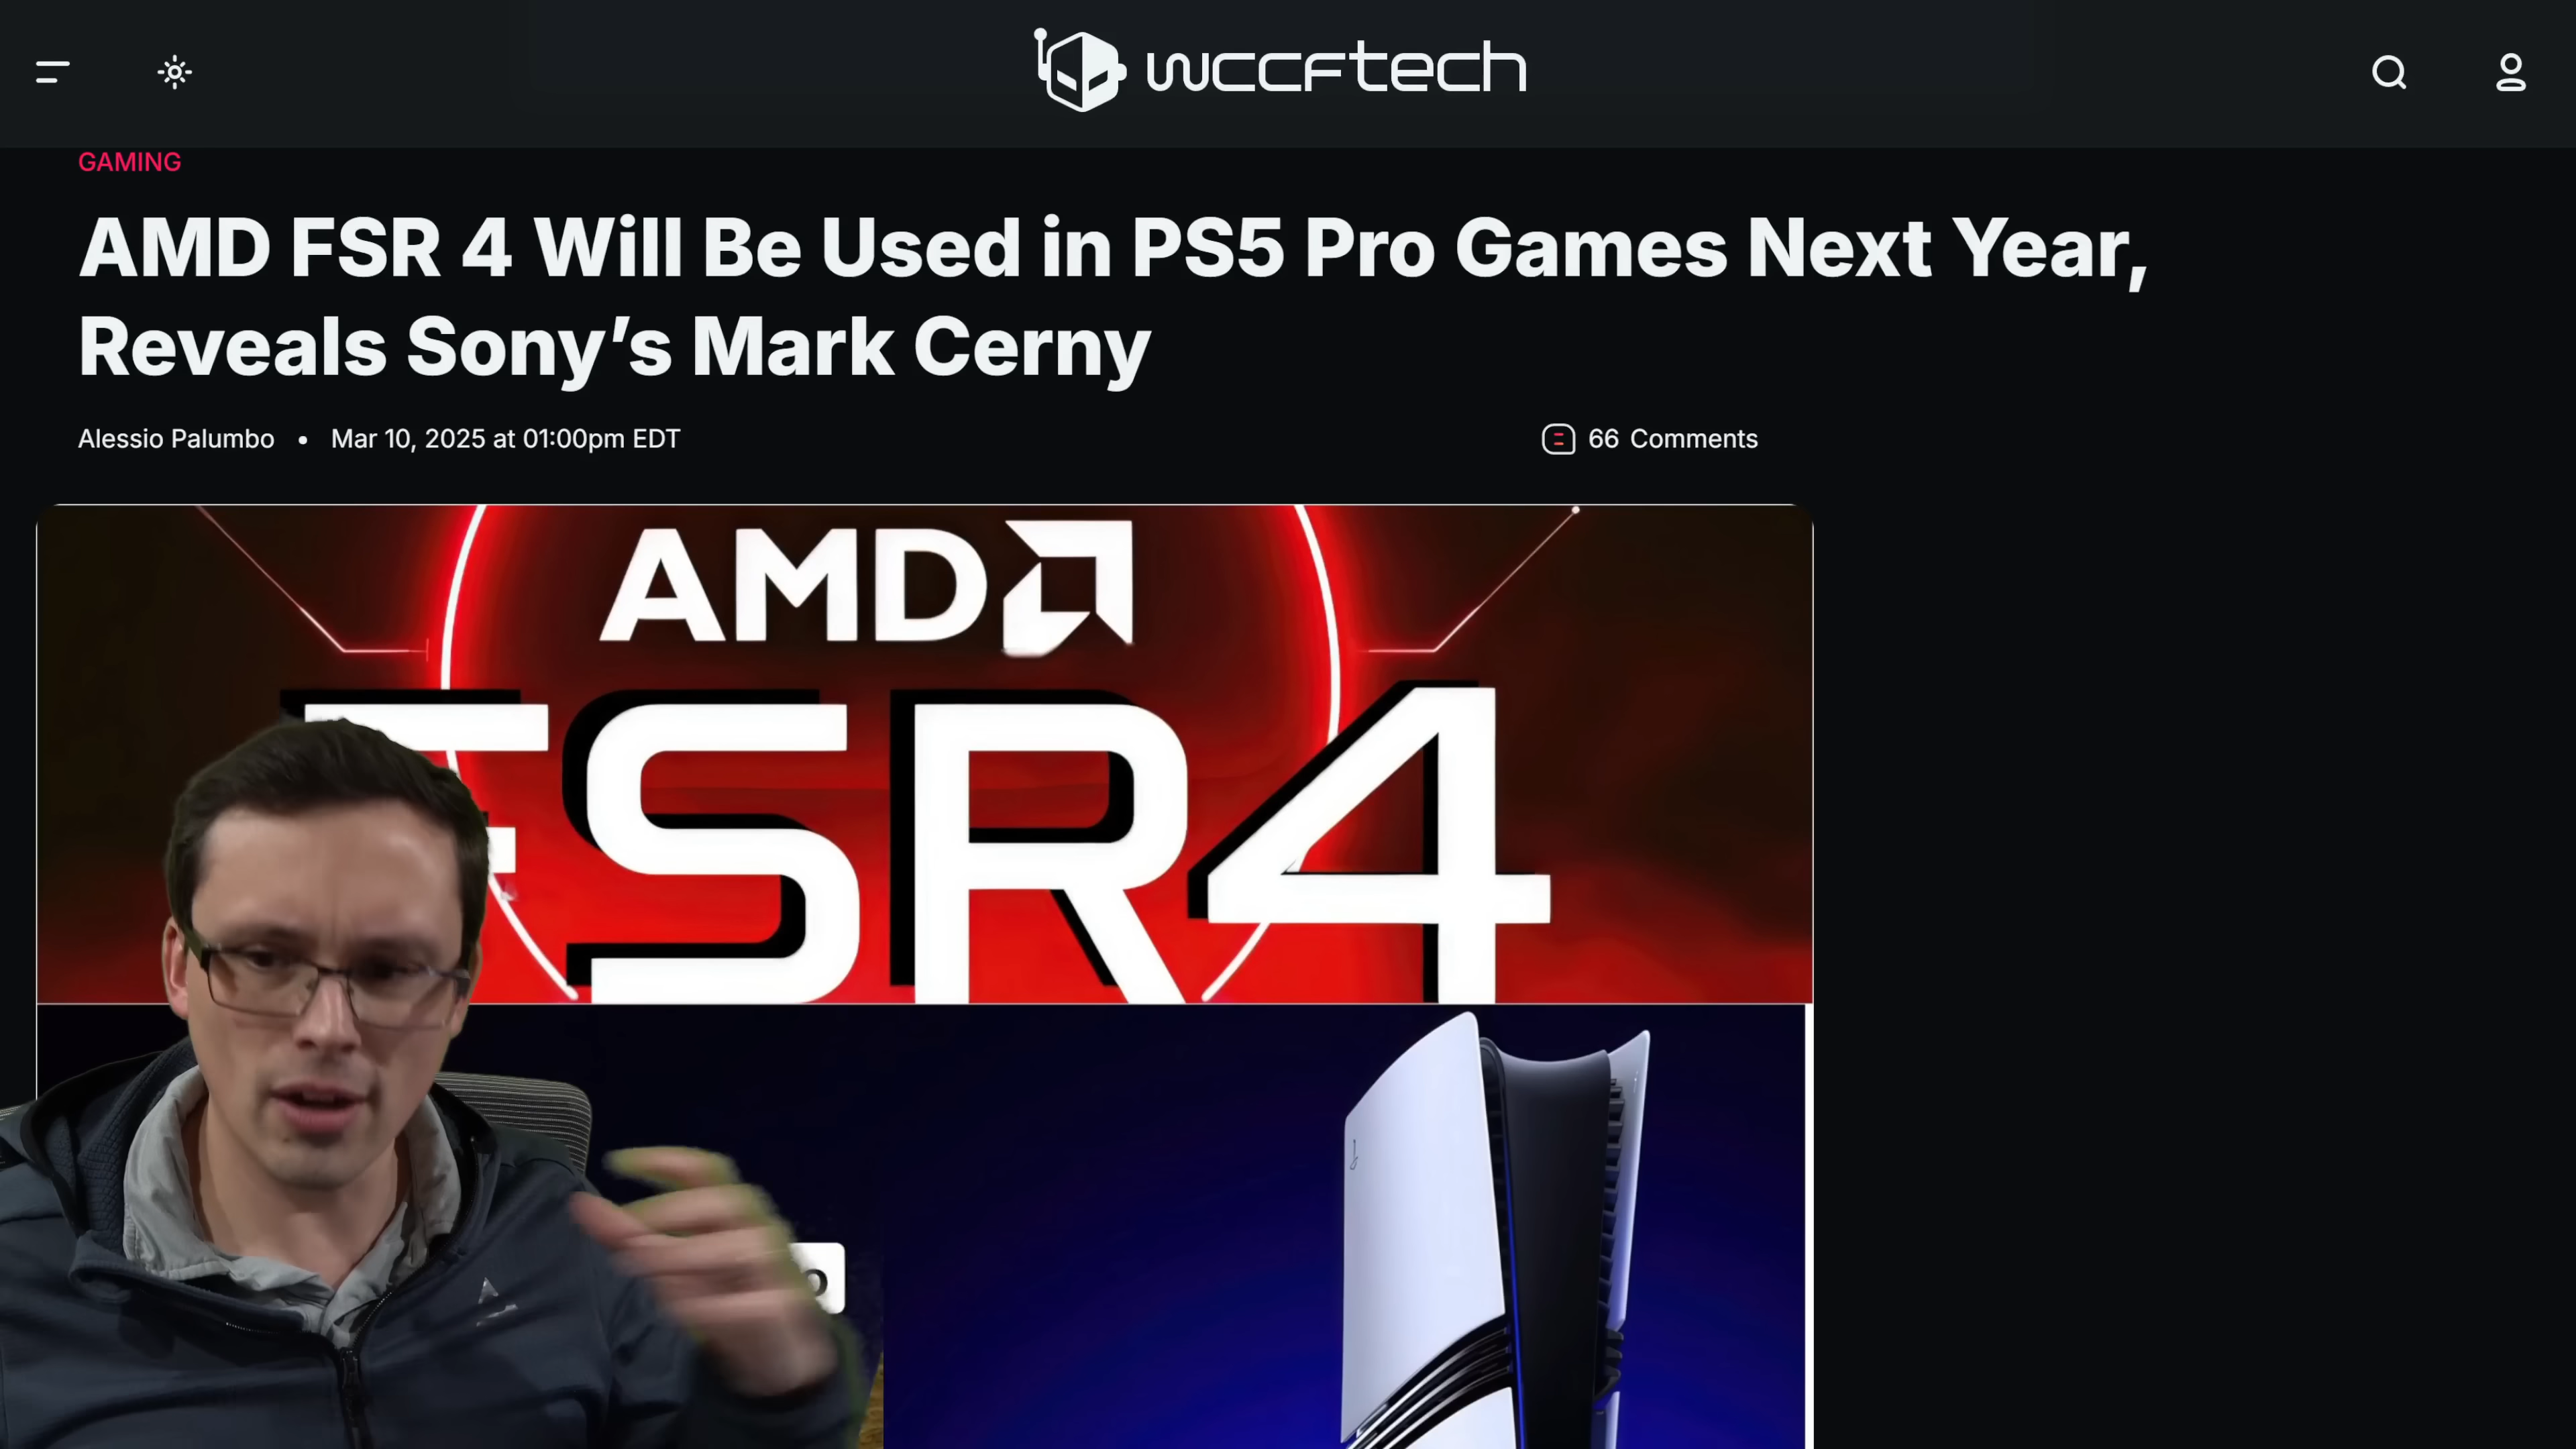 wccftech
GAMING
AMD FSR 4 Will Be Used in PS5 Pro Games Next Year,
Reveals Sony’s Mark Cerny
Alessio Palumbo • Mar 10, 2025 at 01:00pm EDT
66 Comments
AMD
FSR4